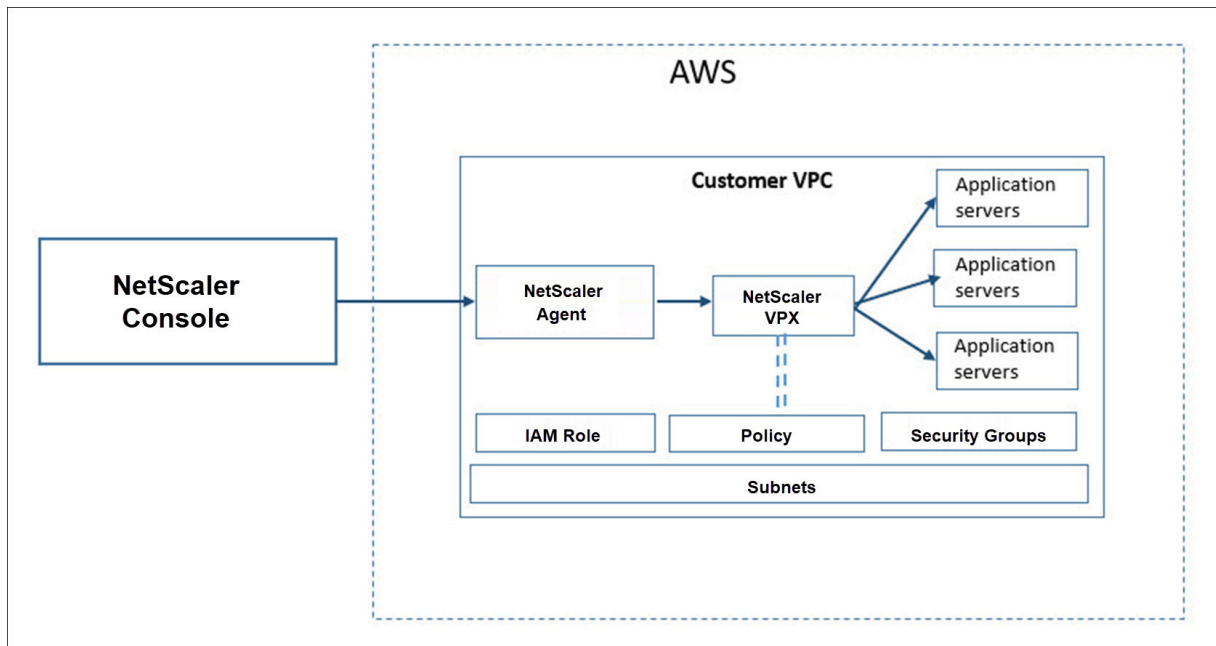 AWS
Customer VPC
Application
servers
NetScaler
Console
NetScaler
Agent
NetScaler
VPX
Application
servers
Application
servers
IAM Role
Policy
Security Groups
Subnets